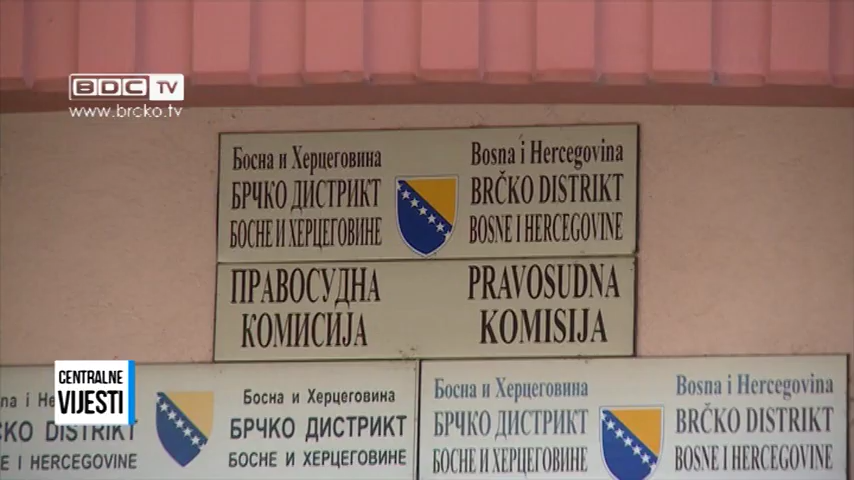 BDC TV
www.brcko.tv
Босна и Херцеговина
БРЧКО ДИСТРИКТ
БОСНЕ И ХЕРЦЕГОВИНЕ
Bosna i Hercegovina
BRČKO DISTRIKT
BOSNE I HERCEGOVINE
ПРАВОСУДНА
КОМИСИЈА
PRAVOSUDNA
KOMISIJA
CENTRALNE
VIJESTI
DISTRIKT
I HERCEGOVINE
Босна и Херцеговина
БРЧКО ДИСТРИКТ
БОСНЕ И ХЕРЦЕГОВИНЕ
Босна и Херцеговина
БРЧКО ДИСТРИКТ
БОСНЕ И ХЕРЦЕГОВИНЕ
Bosna i Hercegovina
BRČKO DISTRIKT
BOSNE I HERCEGOVINE